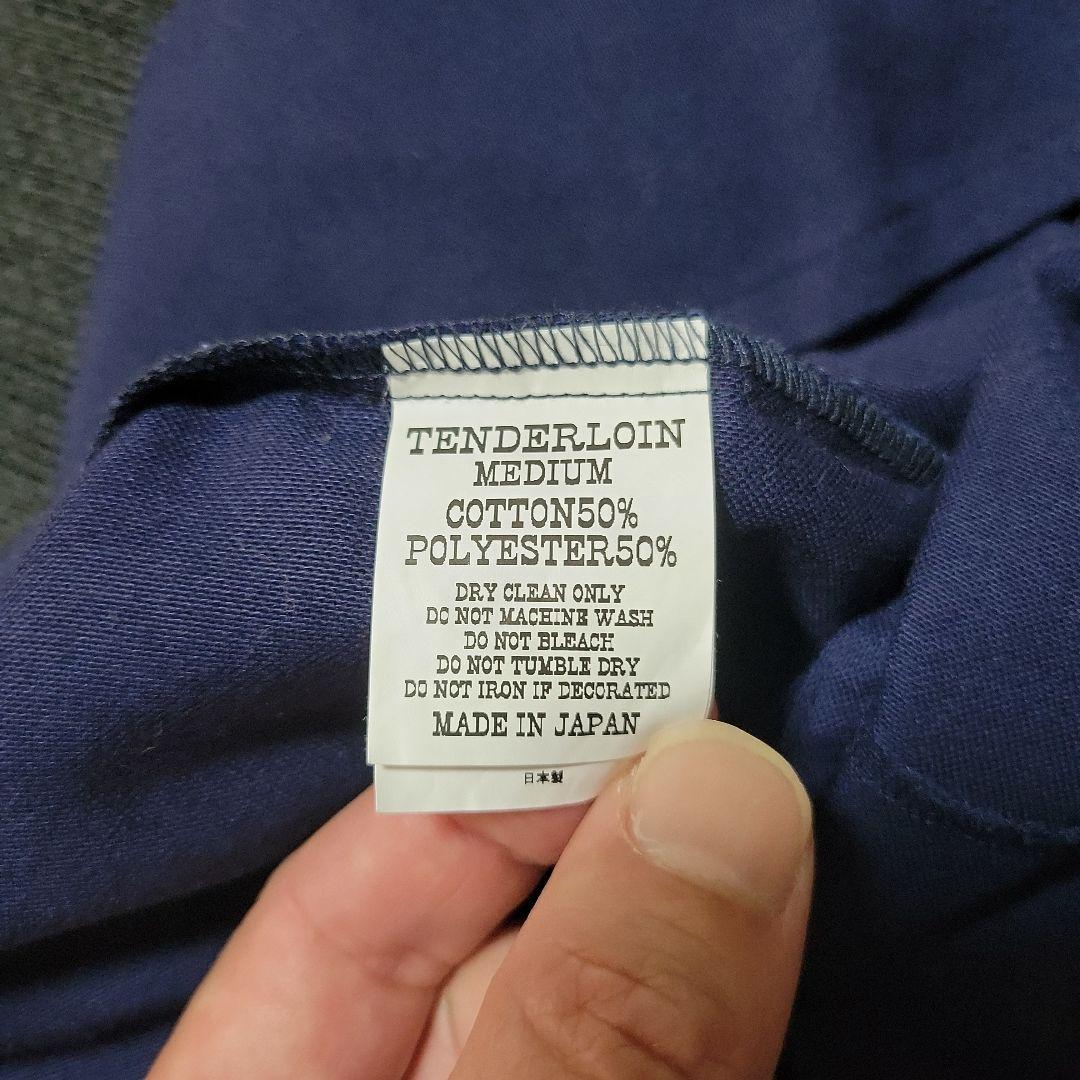 TENDERLOIN
MEDIUM
COTTON50%
POLYESTER50%
DRY CLEAN ONLY
DO NOT MACHINE WASH
DO NOT BLEACH
DO NOT TUMBLE DRY
DO NOT IRON IF DECORATED
MADE IN JAPAN
日本製